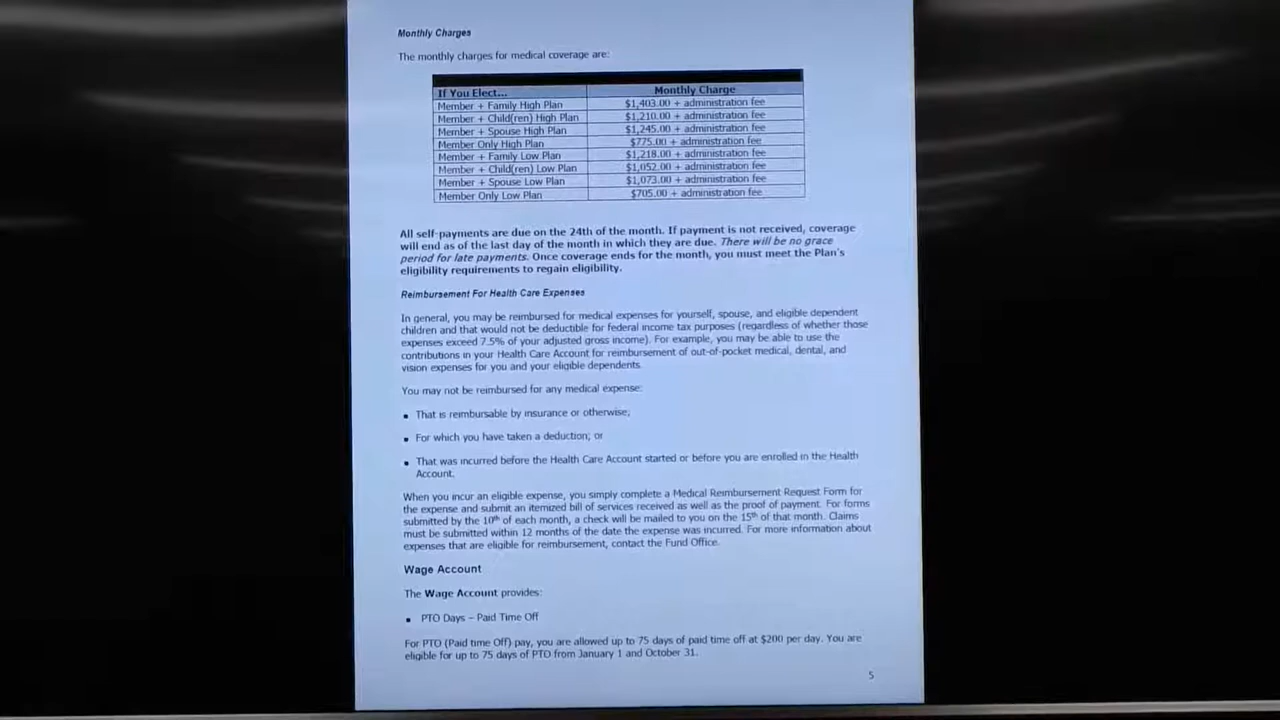 Monthly Charges
The monthly charges for medical coverage are:
If You Elect... Monthly Charge
Member + Family High Plan $1,403.00 + administration fee
Member + Child(ren) High Plan $1,210.00 + administration fee
Member + Spouse High Plan $1,245.00 + administration fee
Member Only High Plan $775.00 + administration fee
Member + Family Low Plan $1,218.00 + administration fee
Member + Child(ren) Low Plan $1,052.00 + administration fee
Member + Spouse Low Plan $1,073.00 + administration fee
Member Only Low Plan $705.00 + administration fee
All self-payments are due on the 24th of the month. If payment is not received, coverage
will end as of the last day of the month in which they are due. There will be no grace
period for late payments. Once coverage ends for the month, you must meet the Plan's
eligibility requirements to regain eligibility.
Reimbursement For Health Care Expenses
In general, you may be reimbursed for medical expenses for yourself, spouse, and eligible dependent
children and that would not be deductible for federal income tax purposes (regardless of whether those
expenses exceed 7.5% of your adjusted gross income). For example, you may be able to use the
contributions in your Health Care Account for reimbursement of out-of-pocket medical, dental, and
vision expenses for you and your eligible dependents.
You may not be reimbursed for any medical expense:
▪ That is reimbursable by insurance or otherwise;
▪ For which you have taken a deduction; or
▪ That was incurred before the Health Care Account started or before you are enrolled in the Health
Account.
When you incur an eligible expense, you simply complete a Medical Reimbursement Request Form for
the expense and submit an itemized bill of services received as well as the proof of payment. For forms
submitted by the 10th of each month, a check will be mailed to you on the 15th of that month. Claims
must be submitted within 12 months of the date the expense was incurred. For more information about
expenses that are eligible for reimbursement, contact the Fund Office.
Wage Account
The Wage Account provides:
▪ PTO Days – Paid Time Off
For PTO (Paid time Off) pay, you are allowed up to 75 days of paid time off at $200 per day. You are
eligible for up to 75 days of PTO from January 1 and October 31.
5